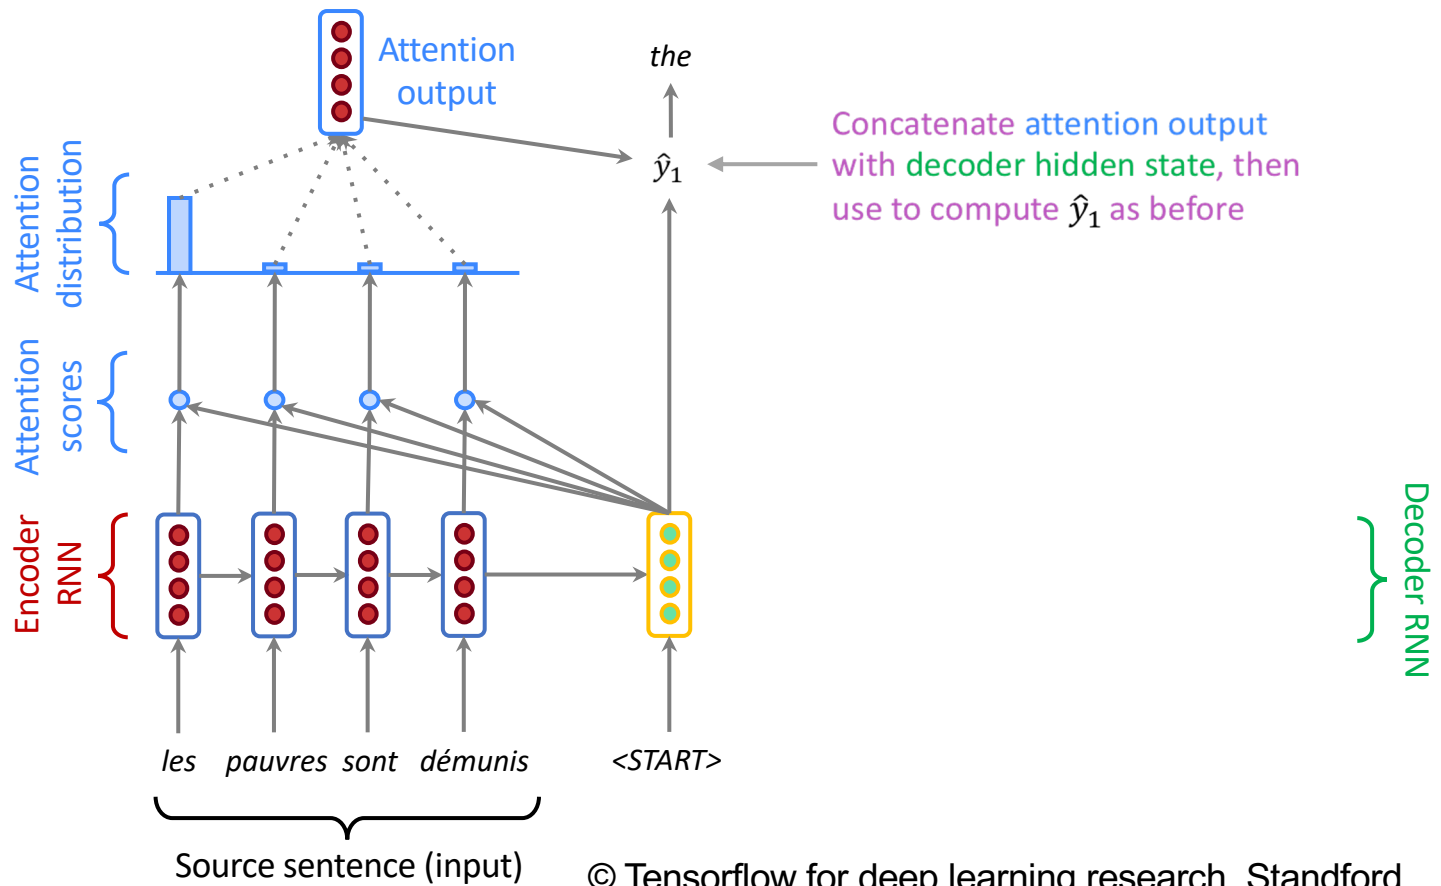 Attention
output
the
Concatenate attention output
with decoder hidden state, then
use to compute ŷ₁ as before
ŷ₁
Attention
distribution
Attention
scores
Encoder
RNN
Decoder RNN
les pauvres sont démunis <START>
Source sentence (input)
© Tensorflow for deep learning research. Standford